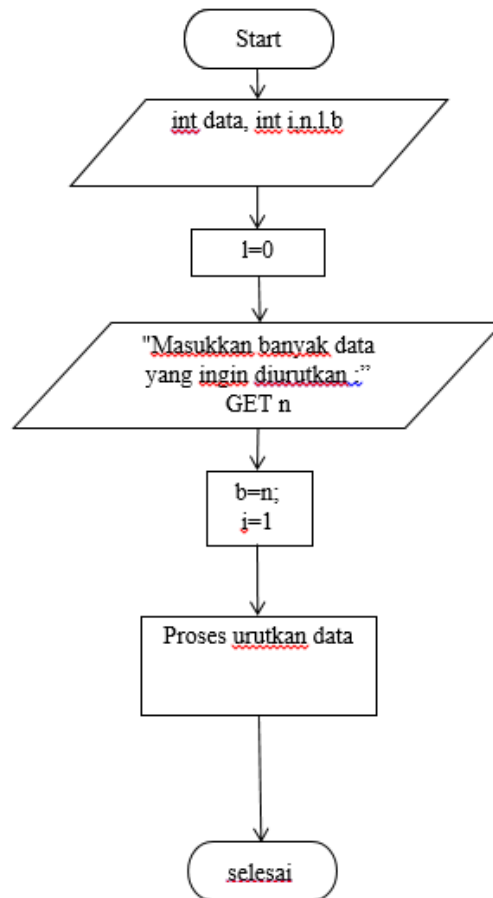 Start
int data, int i,n,l,b
l=0
"Masukkan banyak data
yang ingin diurutkan :”
GET n
b=n;
i=1
Proses urutkan data
selesai